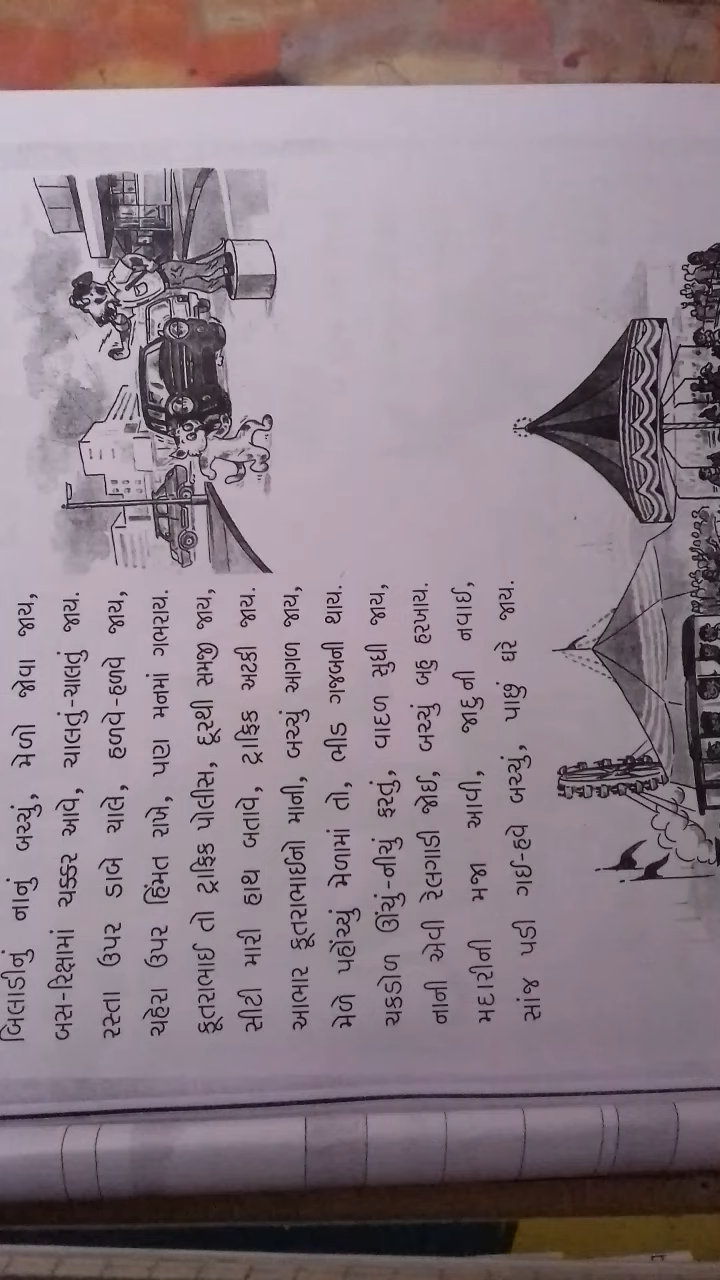 બિલાડીનું નાનું બચ્ચું, મેળો જોવા જાય,
બસ-રિક્ષામાં ચક્કર આવે, ચાલતું-ચાલતું જાય.
રસ્તા ઉપર ડાબે ચાલે, હળવે-હળવે જાય,
ચહેરા ઉપર હિંમત રાખે, પાછા મનમાં ગભરાય.
કૂતરાભાઈ તો ટ્રાફિક પોલીસ, દૂરથી સમજી જાય,
સીટી મારી હાથ બતાવે, ટ્રાફિક અટકી જાય.
આભાર કૂતરાભાઈનો માની, બચ્ચું આગળ જાય,
મેળે પહોંચ્યું મેળામાં તો, ભીડ ગજબની થાય.
ચકડોળ ઊંચું-નીચું ફરતું, વાદળ સુધી જાય,
નાની એવી રેલગાડી જોઈ, બચ્ચું બહુ હરખાય.
મદારીની મજા આવી, જાદુની નવાઈ,
સાંજ પડી ગઈ-હવે બચ્ચું, પાછું ઘરે જાય.